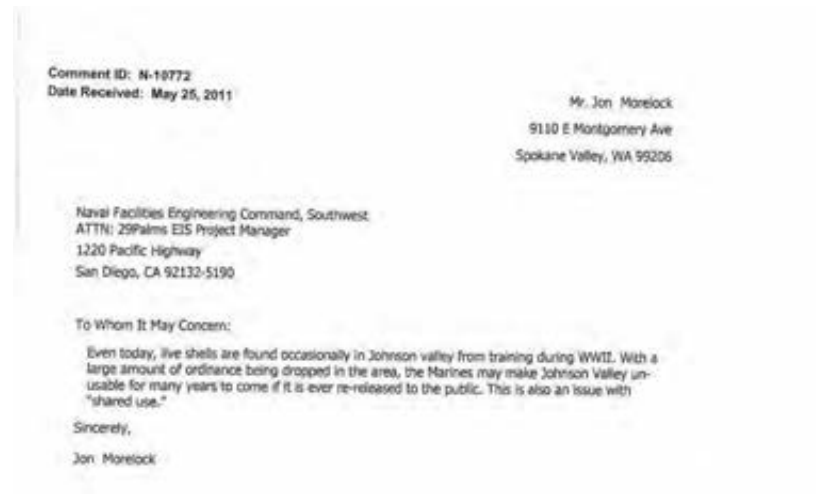 Comment ID: N-10772
Date Received: May 25, 2011
Mr. Jon Morelock
9110 E Montgomery Ave
Spokane Valley, WA 99206
Naval Facilities Engineering Command, Southwest
ATTN: 29Palms EIS Project Manager
1220 Pacific Highway
San Diego, CA 92132-5190
To Whom It May Concern:
Even today, live shells are found occasionally in Johnson valley from training during WWII. With a
large amount of ordinance being dropped in the area, the Marines may make Johnson Valley un-
usable for many years to come if it is ever re-released to the public. This is also an issue with
"shared use."
Sincerely,
Jon Morelock